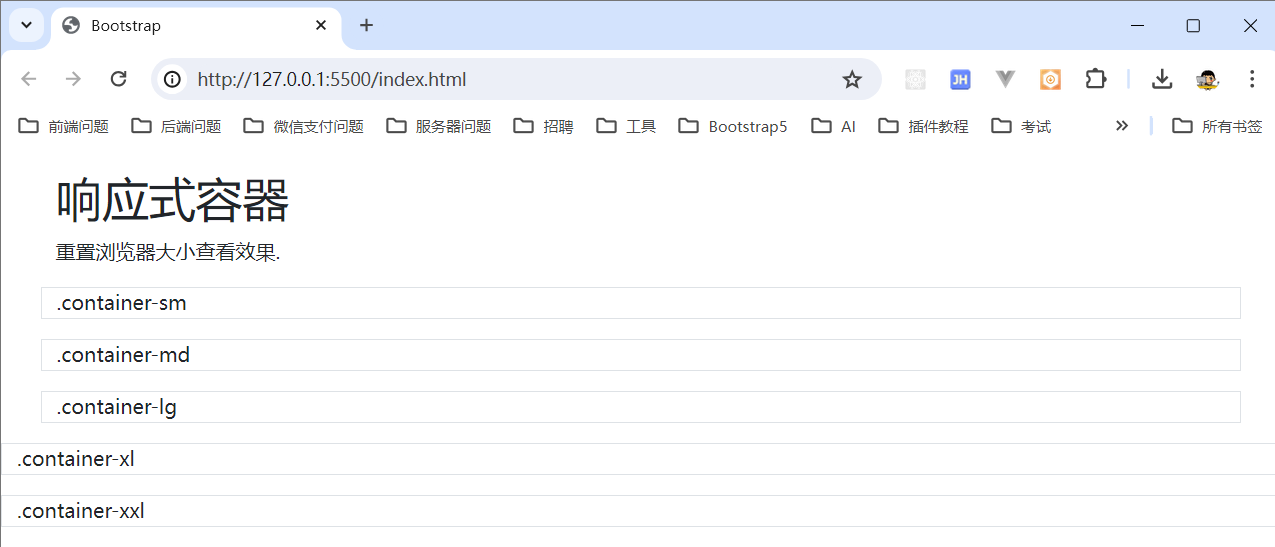 Bootstrap
http://127.0.0.1:5500/index.html
JH
前端问题 后端问题 微信支付问题 服务器问题 招聘 工具 Bootstrap5 AI 插件教程 考试 所有书签
响应式容器
重置浏览器大小查看效果.
.container-sm
.container-md
.container-lg
.container-xl
.container-xxl